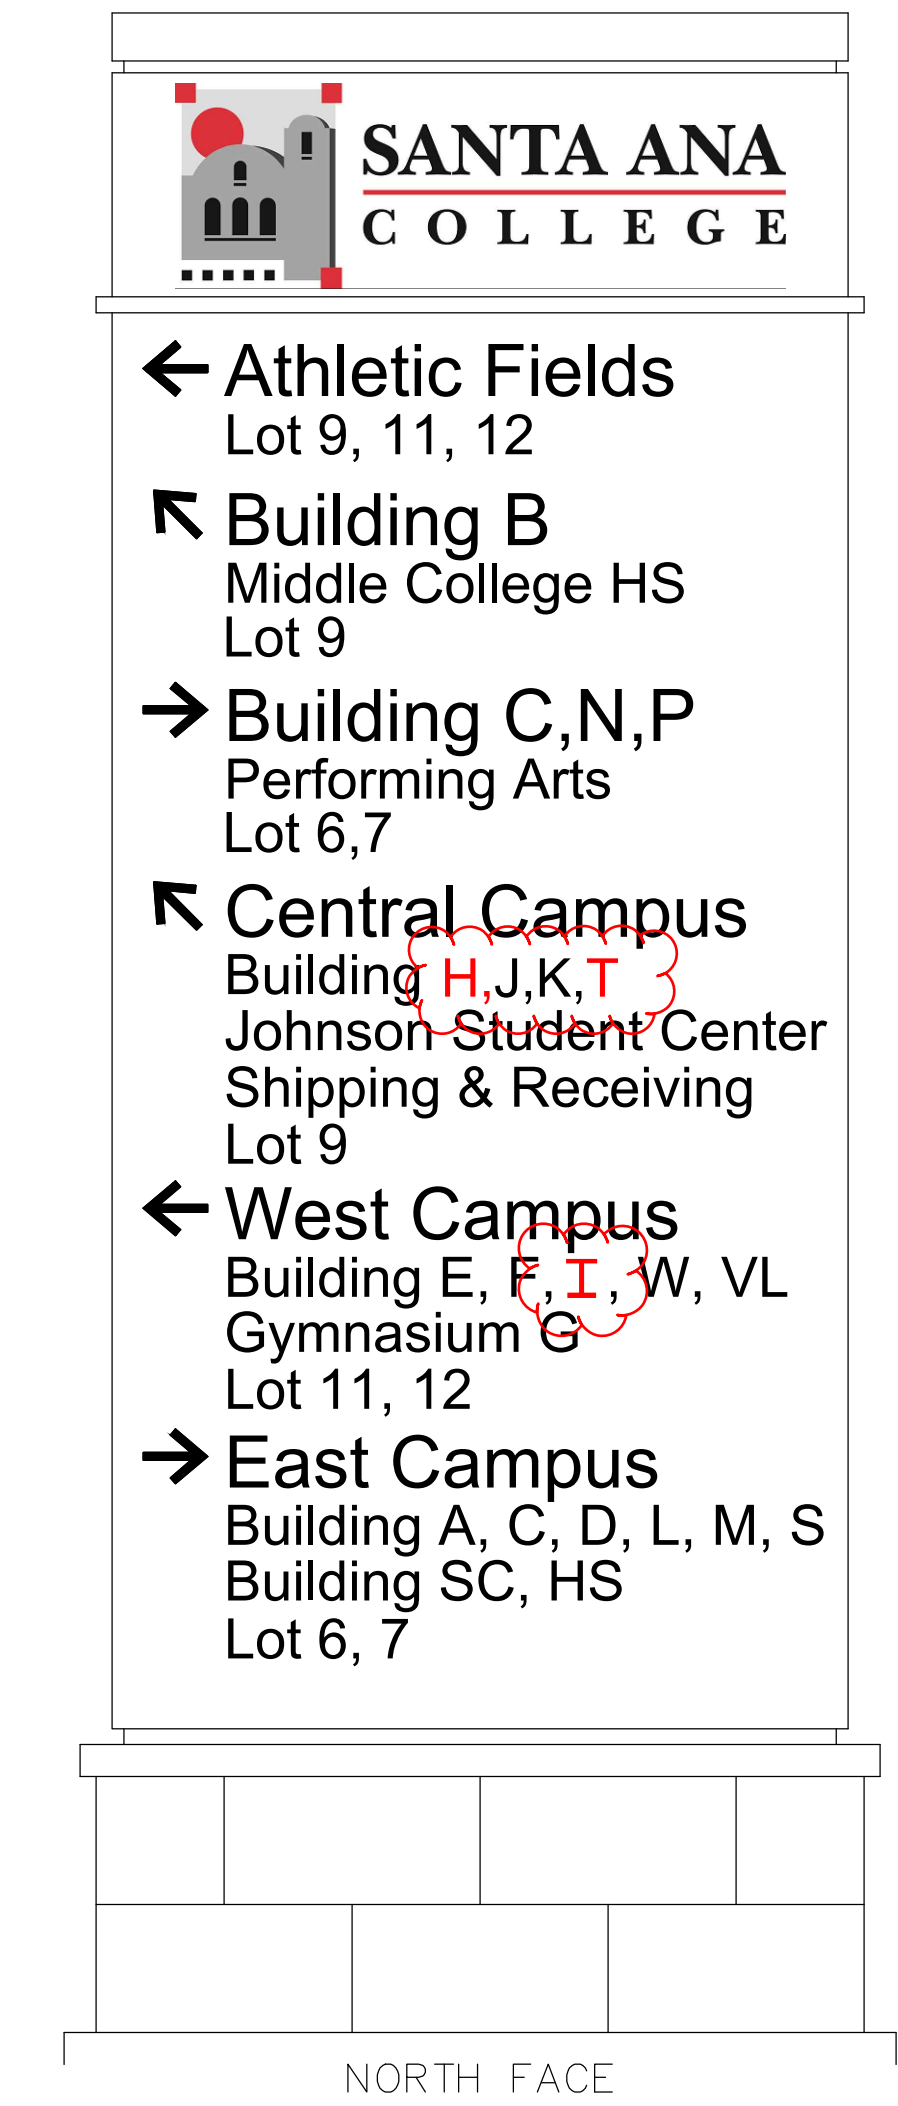 SANTA ANA
COLLEGE
← Athletic Fields
Lot 9, 11, 12
↖ Building B
Middle College HS
Lot 9
→ Building C,N,P
Performing Arts
Lot 6,7
↖ Central Campus
Building H,J,K,T
Johnson Student Center
Shipping & Receiving
Lot 9
← West Campus
Building E, F, I, W, VL
Gymnasium G
Lot 11, 12
→ East Campus
Building A, C, D, L, M, S
Building SC, HS
Lot 6, 7
NORTH FACE